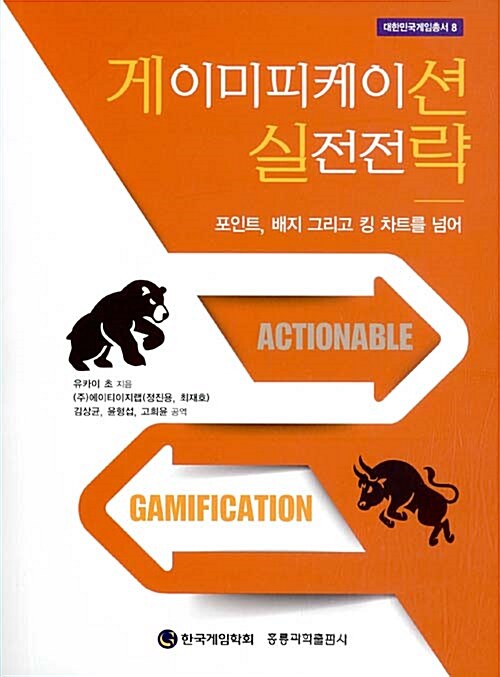 대한민국게임총서 8
게이미피케이션
실전전략
포인트, 배지 그리고 킹 차트를 넘어
ACTIONABLE
유카이 초 지음
(주)에이티이지랩(정진용, 최재호)
김상균, 윤형섭, 고희윤 공역
GAMIFICATION
한국게임학회 홍릉과학출판사